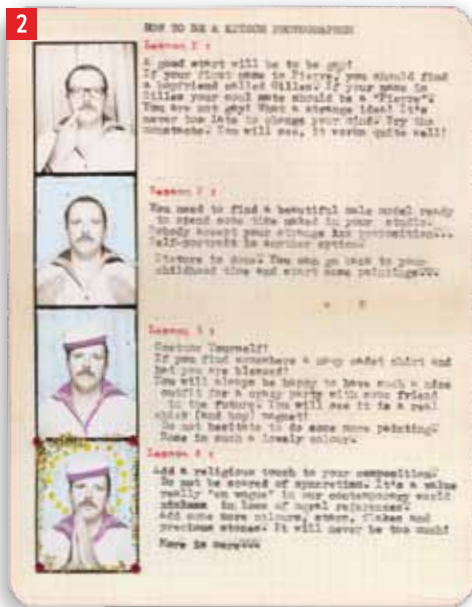 2
HOW TO BE A KITSCH PHOTOGRAPHER
Lesson 1 :
A good start will be to be gay!
If your first name is Pierre, you should find
a boyfriend called Gilles. If your name is
Gilles your soul mate should be a "Pierre".
You are not gay! What a strange idea! It's
never too late to change your mind. Try the
moustache. You will see, it works quite well!
Lesson 2 :
You need to find a beautiful male model ready
to spend some time naked in your studio.
Nobody accept your strange proposition...
Self-portrait is another option.
Picture is done. You can go back to your
childhood time and start some paintings...
Lesson 3 :
Costume Yourself!
If you find somewhere a navy cadet shirt and
hat you are blessed!
You will always be happy to have such a nice
outfit for a crazy party with some friend
in the future. You will see it is a real
chick (and boy) magnet!
Do not hesitate to do some more painting.
Rose is such a lovely colour.
Lesson 4 :
Add a religious touch to your composition.
Do not be scared of syncretism. It's a value
really "en vogue" in our contemporary world
in loss of moral references.
Add some more colours, stars, flakes and
precious stones. It will never be too much!
More is more...